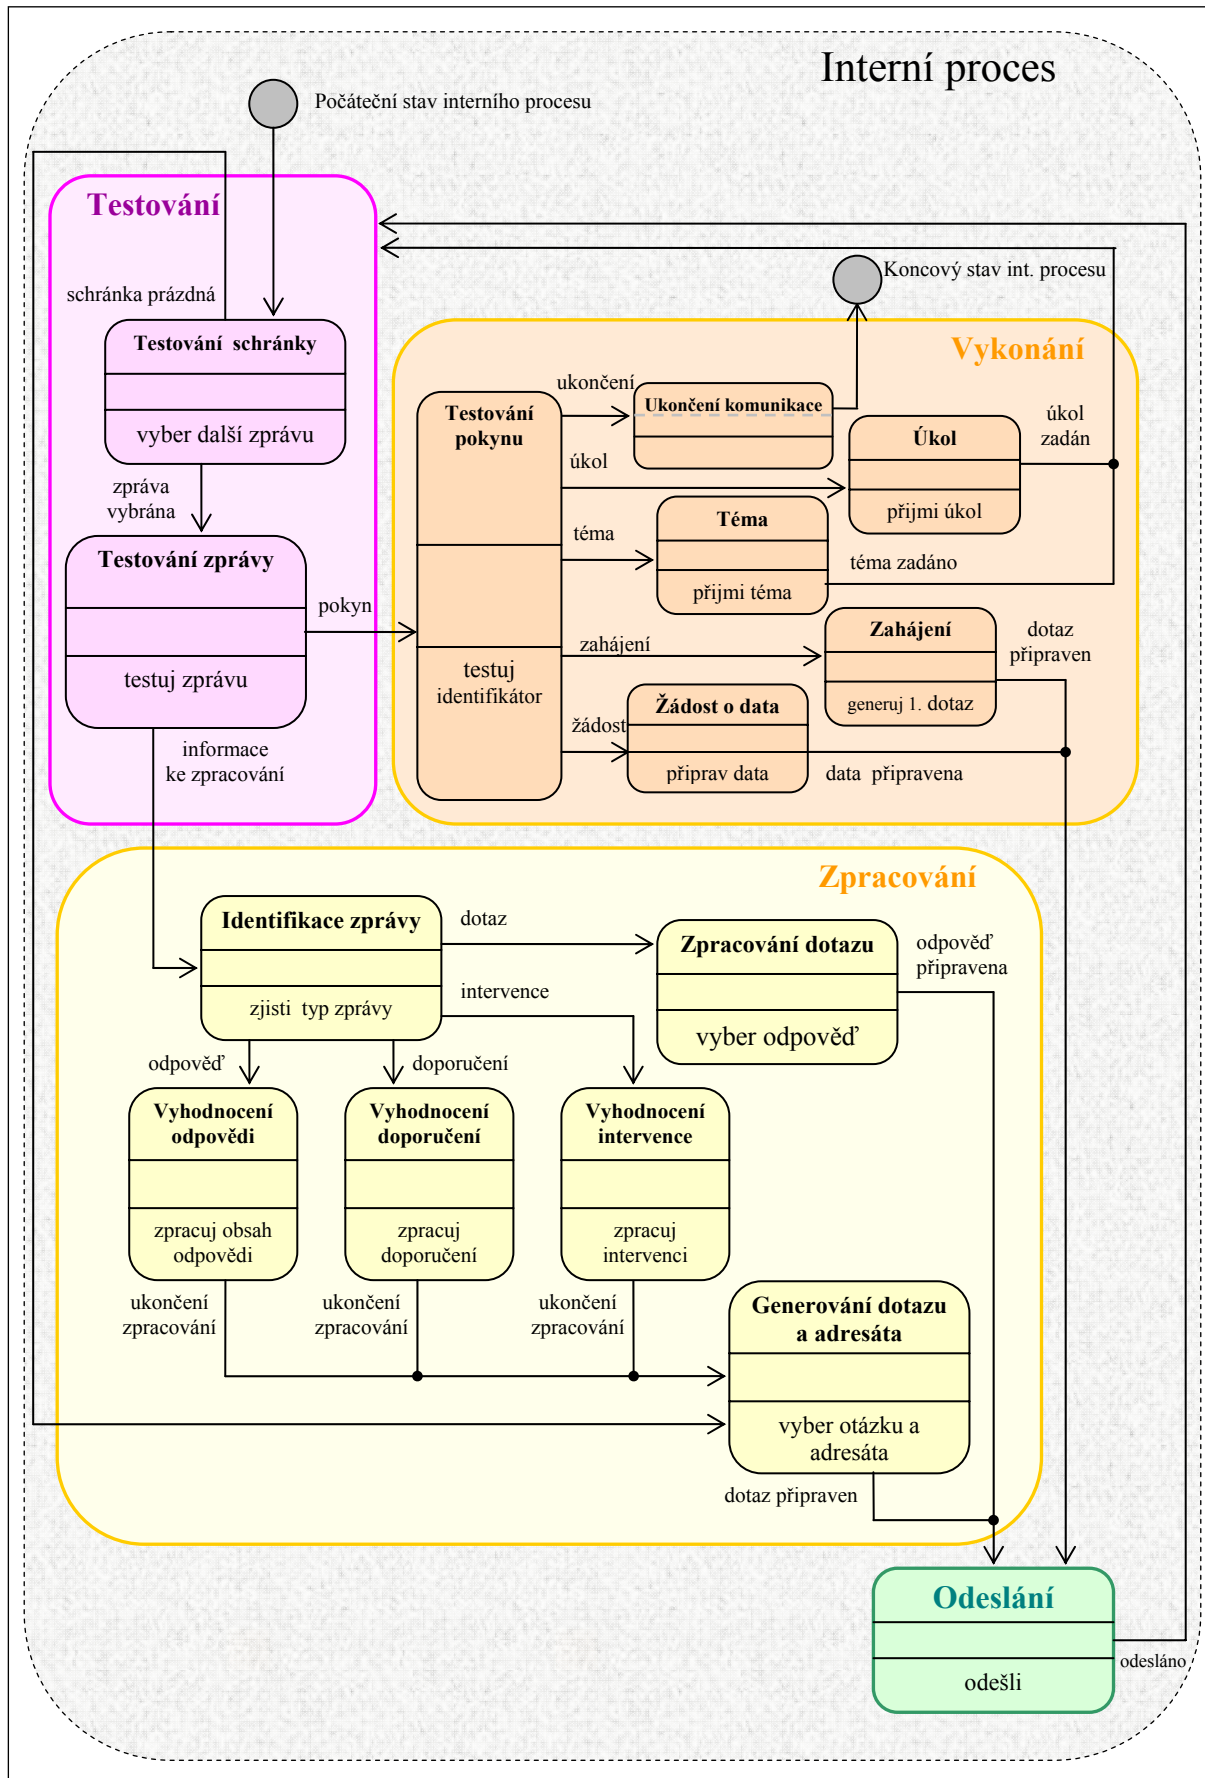 Interní proces
Počáteční stav interního procesu
Testování
schránka prázdná
Testování schránky
vyber další zprávu
zpráva
vybrána
Testování zprávy
testuj zprávu
pokyn
informace
ke zpracování
Koncový stav int. procesu
Vykonání
Testování
pokynu
testuj
identifikátor
ukončení
Ukončení komunikace
úkol
Úkol
přijmi úkol
úkol
zadán
téma
Téma
přijmi téma
téma zadáno
zahájení
Zahájení
generuj 1. dotaz
dotaz
připraven
žádost
Žádost o data
připrav data
data připravena
Zpracování
Identifikace zprávy
zjisti typ zprávy
dotaz
Zpracování dotazu
vyber odpověď
odpověď
připravena
intervence
odpověď
doporučení
Vyhodnocení
odpovědi
zpracuj obsah
odpovědi
Vyhodnocení
doporučení
zpracuj
doporučení
Vyhodnocení
intervence
zpracuj
intervenci
ukončení
zpracování
ukončení
zpracování
ukončení
zpracování
Generování dotazu
a adresáta
vyber otázku a
adresáta
dotaz připraven
Odeslání
odešli
odesláno